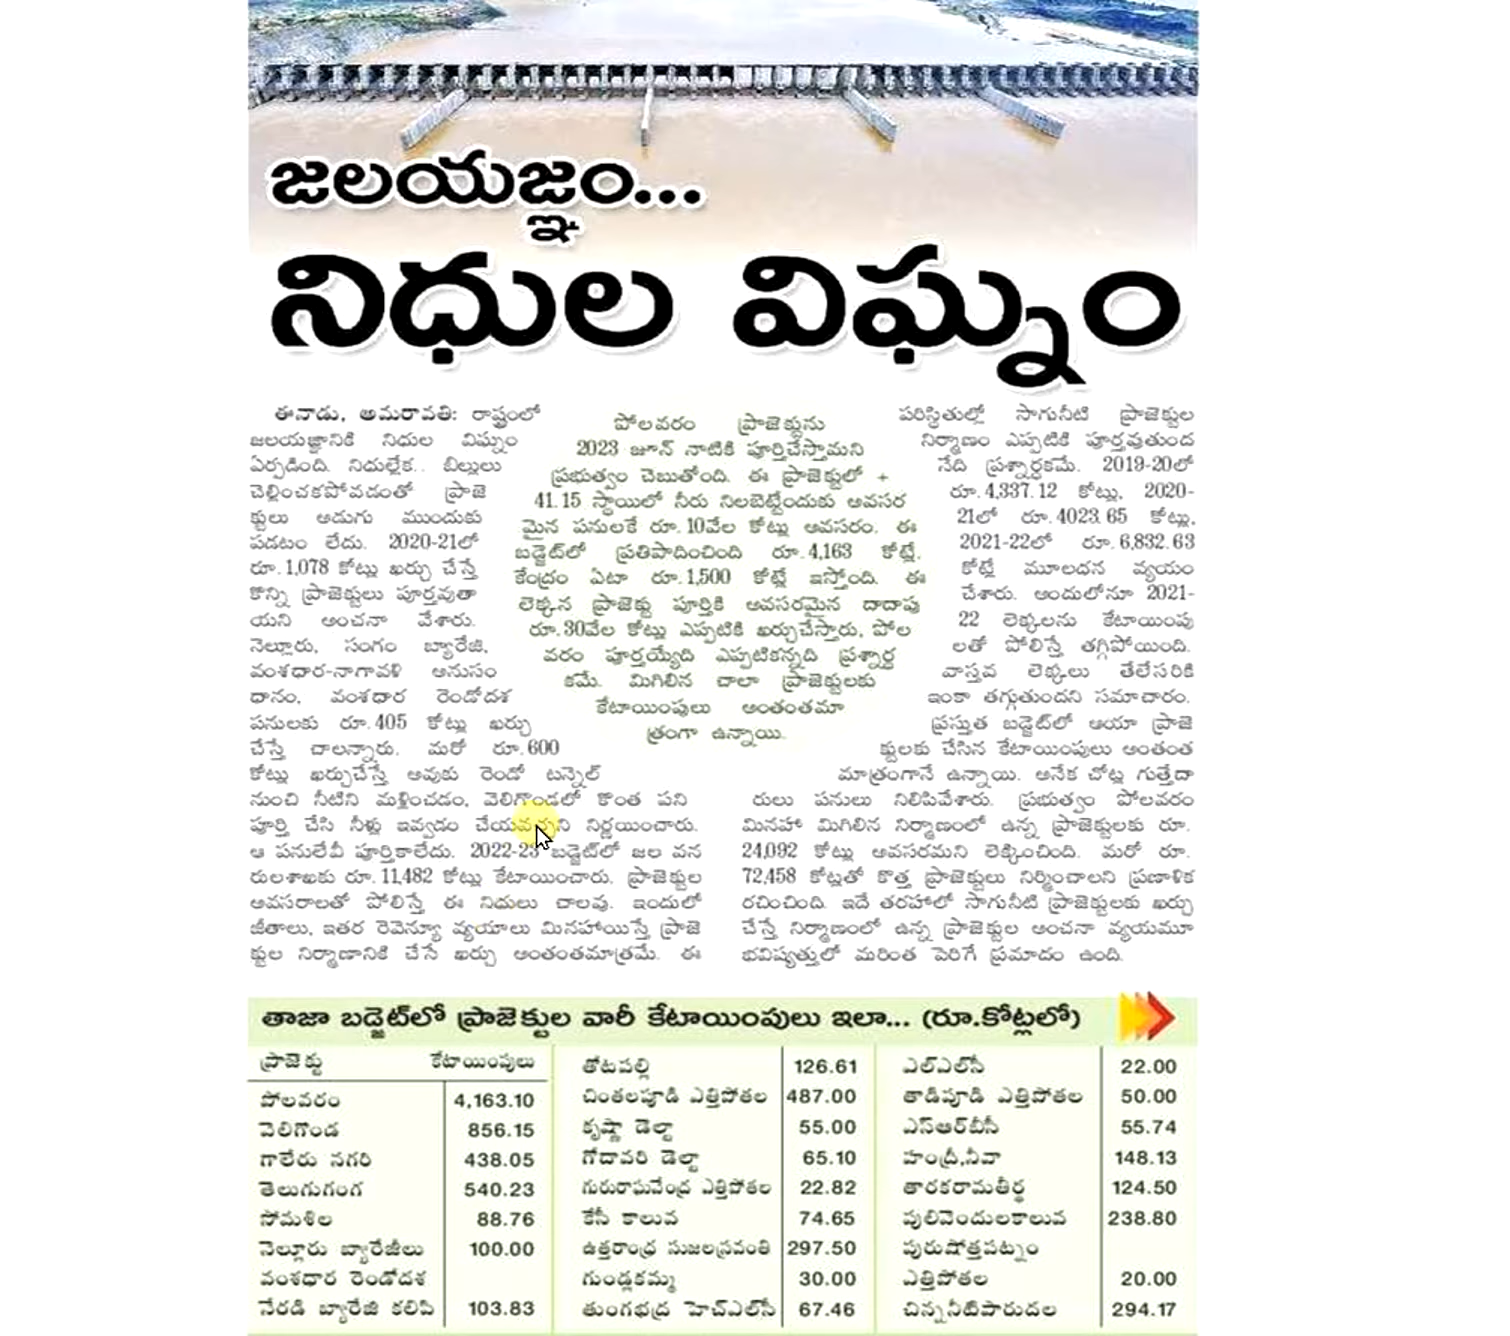 జలయజ్ఞం...
నిధుల విఘ్నం
ఈనాడు, అమరావతి: రాష్ట్రంలో
జలయజ్ఞానికి నిధుల విఘ్నం
ఏర్పడింది. నిధుల్లేక.. బిల్లులు
చెల్లించకపోవడంతో ప్రాజె
క్టులు అడుగు ముందుకు
పడటం లేదు. 2020-21లో
రూ.1,078 కోట్లు ఖర్చు చేస్తే
కొన్ని ప్రాజెక్టులు పూర్తవుతా
యని అంచనా వేశారు.
నెల్లూరు, సంగం బ్యారేజి,
వంశధార-నాగావళి అనుసం
ధానం, వంశధార రెండోదశ
పనులకు రూ.405 కోట్లు ఖర్చు
చేస్తే చాలన్నారు. మరో రూ.600
కోట్లు ఖర్చుచేస్తే అవుకు రెండో టన్నెల్
నుంచి నీటిని మళ్లించడం, వెలిగొండలో కొంత పని
పూర్తి చేసి నీళ్లు ఇవ్వడం చేయవచ్చని నిర్ణయించారు.
ఆ పనులేవీ పూర్తికాలేదు. 2022-23 బడ్జెట్‌లో జల వన
రులశాఖకు రూ.11,482 కోట్లు కేటాయించారు. ప్రాజెక్టుల
అవసరాలతో పోలిస్తే ఈ నిధులు చాలవు. ఇందులో
జీతాలు, ఇతర రెవెన్యూ వ్యయాలు మినహాయిస్తే ప్రాజె
క్టుల నిర్మాణానికి చేసే ఖర్చు అంతంతమాత్రమే. ఈ
పోలవరం ప్రాజెక్టును
2023 జూన్ నాటికి పూర్తిచేస్తామని
ప్రభుత్వం చెబుతోంది. ఈ ప్రాజెక్టులో +
41.15 స్థాయిలో నీరు నిలబెట్టేందుకు అవసర
మైన పనులకే రూ.10వేల కోట్లు అవసరం. ఈ
బడ్జెట్‌లో ప్రతిపాదించింది రూ.4,163 కోట్లే.
కేంద్రం ఏటా రూ.1,500 కోట్లే ఇస్తోంది. ఈ
లెక్కన ప్రాజెక్టు పూర్తికి అవసరమైన దాదాపు
రూ.30వేల కోట్లు ఎప్పటికి ఖర్చుచేస్తారు, పోల
వరం పూర్తయ్యేది ఎప్పటికన్నది ప్రశ్నార్థ
కమే. మిగిలిన చాలా ప్రాజెక్టులకు
కేటాయింపులు అంతంతమా
త్రంగా ఉన్నాయి.
పరిస్థితుల్లో సాగునీటి ప్రాజెక్టుల
నిర్మాణం ఎప్పటికి పూర్తవుతుంద
నేది ప్రశ్నార్థకమే. 2019-20లో
రూ.4,337.12 కోట్లు, 2020-
21లో రూ.4023.65 కోట్లు,
2021-22లో రూ.6,832.63
కోట్లే మూలధన వ్యయం
చేశారు. అందులోనూ 2021-
22 లెక్కలను కేటాయింపు
లతో పోలిస్తే తగ్గిపోయింది.
వాస్తవ లెక్కలు తేలేసరికి
ఇంకా తగ్గుతుందని సమాచారం.
ప్రస్తుత బడ్జెట్‌లో ఆయా ప్రాజె
క్టులకు చేసిన కేటాయింపులు అంతంత
మాత్రంగానే ఉన్నాయి. అనేక చోట్ల గుత్తేదా
రులు పనులు నిలిపివేశారు. ప్రభుత్వం పోలవరం
మినహా మిగిలిన నిర్మాణంలో ఉన్న ప్రాజెక్టులకు రూ.
24,092 కోట్లు అవసరమని లెక్కించింది. మరో రూ.
72,458 కోట్లతో కొత్త ప్రాజెక్టులు నిర్మించాలని ప్రణాళిక
రచించింది. ఇదే తరహాలో సాగునీటి ప్రాజెక్టులకు ఖర్చు
చేస్తే నిర్మాణంలో ఉన్న ప్రాజెక్టుల అంచనా వ్యయమూ
భవిష్యత్తులో మరింత పెరిగే ప్రమాదం ఉంది.
తాజా బడ్జెట్‌లో ప్రాజెక్టుల వారీ కేటాయింపులు ఇలా... (రూ.కోట్లలో)
ప్రాజెక్టు కేటాయింపులు
పోలవరం 4,163.10
వెలిగొండ 856.15
గాలేరు నగరి 438.05
తెలుగుగంగ 540.23
సోమశిల 88.76
నెల్లూరు బ్యారేజీలు 100.00
వంశధార రెండోదశ
నేరడి బ్యారేజి కలిపి 103.83
తోటపల్లి 126.61
చింతలపూడి ఎత్తిపోతల 487.00
కృష్ణా డెల్టా 55.00
గోదావరి డెల్టా 65.10
గురురాఘవేంద్ర ఎత్తిపోతల 22.82
కేసీ కాలువ 74.65
ఉత్తరాంధ్ర సుజలస్రవంతి 297.50
గుండ్లకమ్మ 30.00
తుంగభద్ర హెచ్ఎల్‌సీ 67.46
ఎల్ఎల్‌సీ 22.00
తాడిపూడి ఎత్తిపోతల 50.00
ఎస్ఆర్‌బీసీ 55.74
హంద్రీ,నీవా 148.13
తారకరామతీర్థ 124.50
పులివెందులకాలువ 238.80
పురుషోత్తపట్నం
ఎత్తిపోతల 20.00
చిన్ననీటిపారుదల 294.17